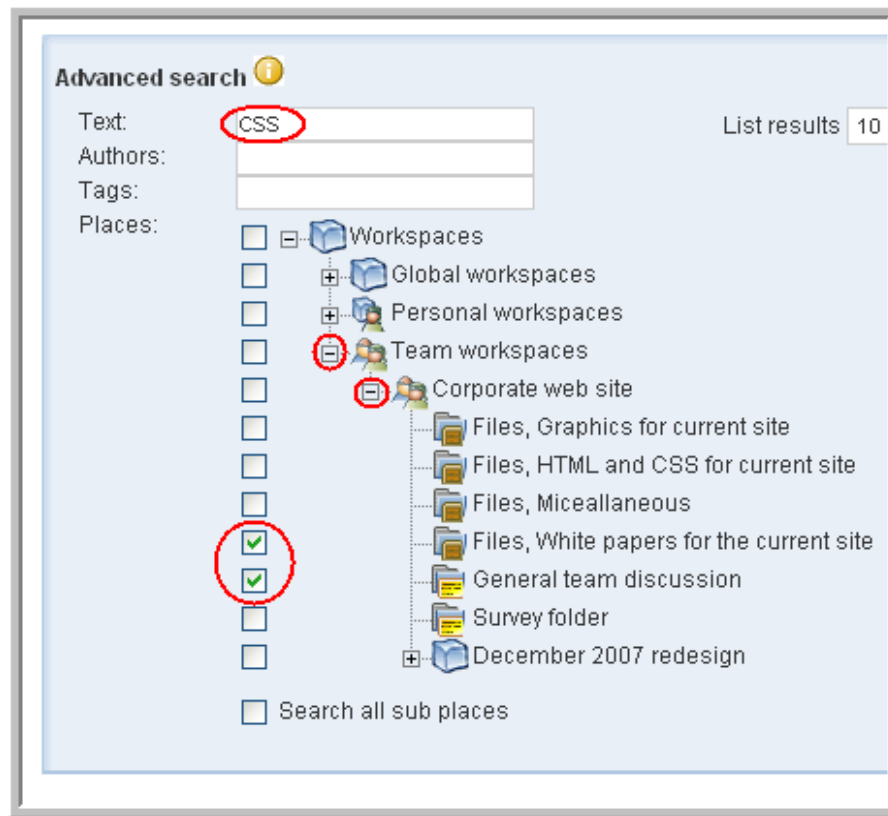 Advanced search
Text: CSS List results 10
Authors:
Tags:
Places:
Workspaces
Global workspaces
Personal workspaces
Team workspaces
Corporate web site
Files, Graphics for current site
Files, HTML and CSS for current site
Files, Miceallaneous
Files, White papers for the current site
General team discussion
Survey folder
December 2007 redesign
Search all sub places